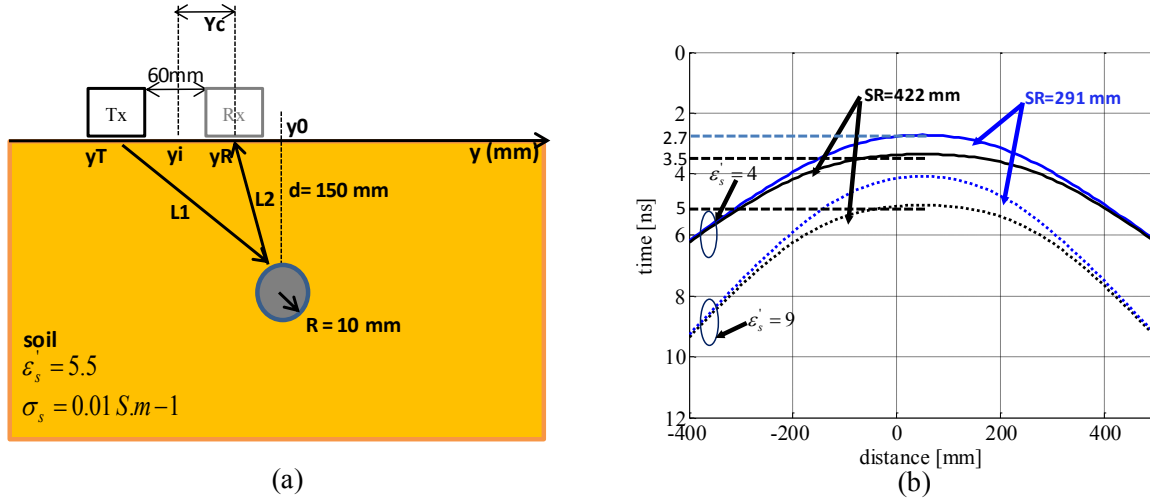 Yc
60mm
Tx
Rx
y0
yT
yi
yR
y (mm)
L1
L2
d= 150 mm
R = 10 mm
soil
ε's = 5.5
σs = 0.01 S.m−1
(a)
0
2
2.7
3.5
4
5
6
8
10
12
time [ns]
SR=422 mm
SR=291 mm
ε's = 4
ε's = 9
-400
-200
0
200
400
distance [mm]
(b)